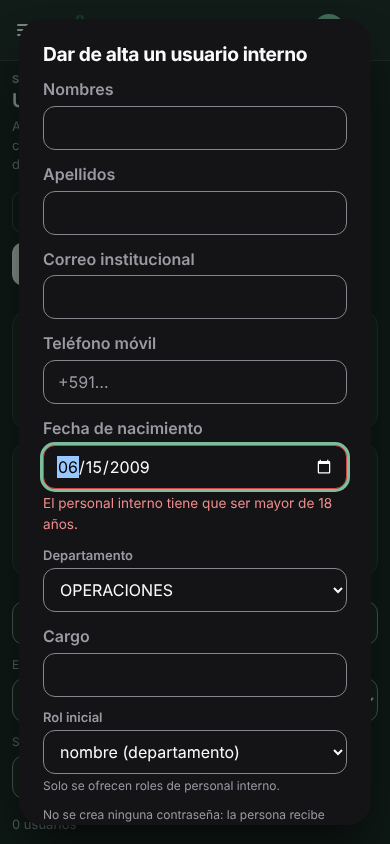 Dar de alta un usuario interno
Nombres
Apellidos
Correo institucional
Teléfono móvil
+591...
Fecha de nacimiento
06/15/2009
El personal interno tiene que ser mayor de 18
años.
Departamento
OPERACIONES
Cargo
Rol inicial
nombre (departamento)
Solo se ofrecen roles de personal interno.
No se crea ninguna contraseña: la persona recibe
0 usuarios